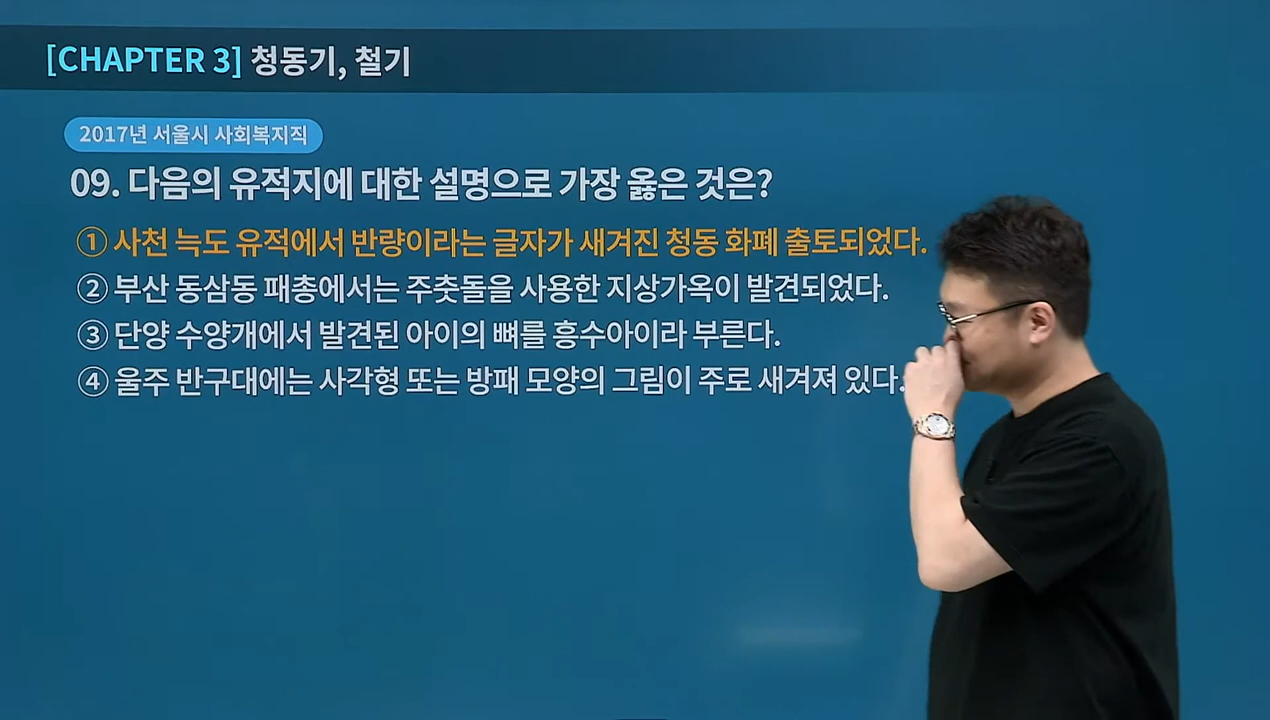 [CHAPTER 3] 청동기, 철기
2017년 서울시 사회복지직
09. 다음의 유적지에 대한 설명으로 가장 옳은 것은?
① 사천 늑도 유적에서 반량이라는 글자가 새겨진 청동 화폐 출토되었다.
② 부산 동삼동 패총에서는 주춧돌을 사용한 지상가옥이 발견되었다.
③ 단양 수양개에서 발견된 아이의 뼈를 흥수아이라 부른다.
④ 울주 반구대에는 사각형 또는 방패 모양의 그림이 주로 새겨져 있다.